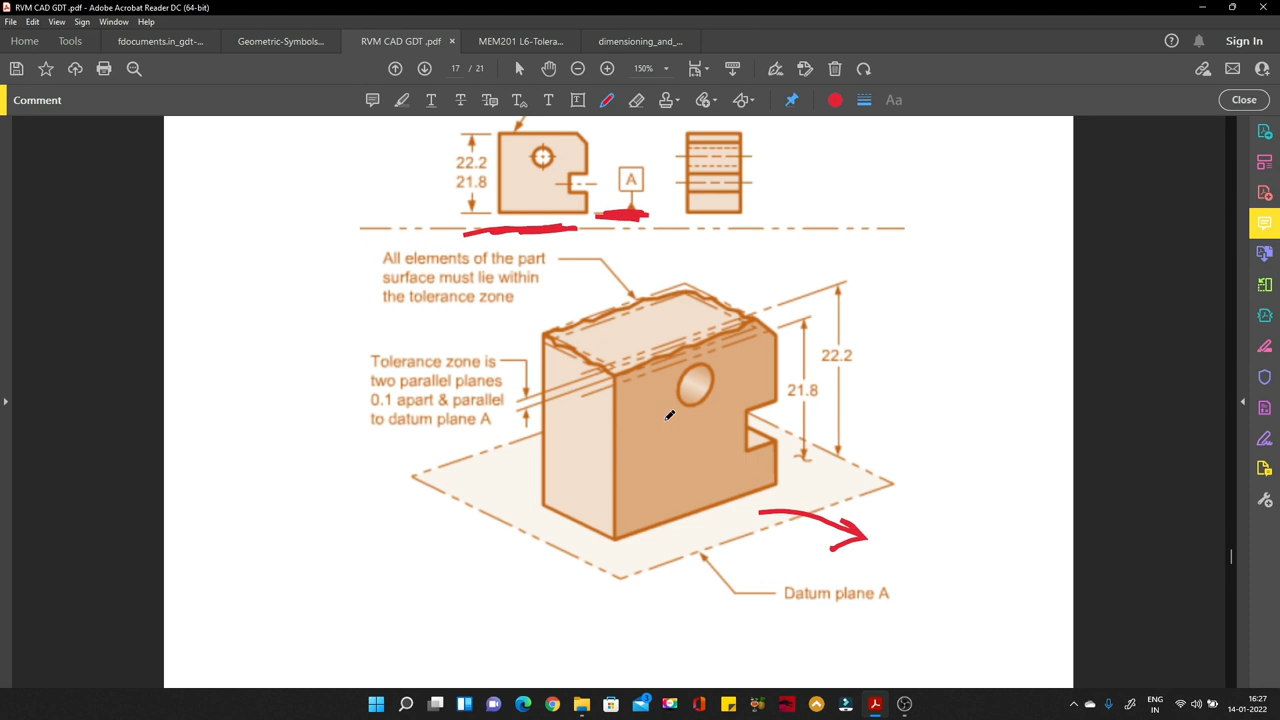 RVM CAD GDT .pdf - Adobe Acrobat Reader DC (64-bit)
File Edit View Sign Window Help
Home Tools fdocuments.in_gdt-... Geometric-Symbols... RVM CAD GDT .pdf × MEM201 L6-Tolera... dimensioning_and_... Sign In
17 / 21 150%
Comment Aa Close
22.2
21.8
A
All elements of the part
surface must lie within
the tolerance zone
Tolerance zone is
two parallel planes
0.1 apart & parallel
to datum plane A
22.2
21.8
Datum plane A
ENG
IN
16:27
14-01-2022